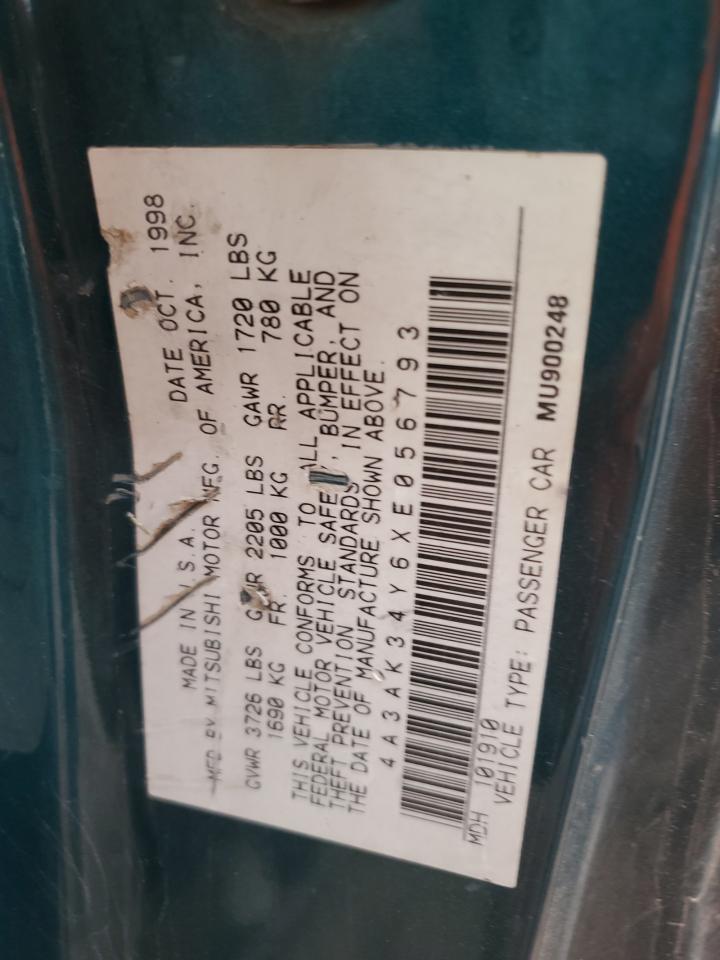 MADE IN U.S.A. DATE OCT. 1998
MFD BY MITSUBISHI MOTOR MFG. OF AMERICA, INC.
GVWR 3726 LBS GAWR 2205 LBS GAWR 1720 LBS
1690 KG FR. 1000 KG RR. 780 KG
THIS VEHICLE CONFORMS TO ALL APPLICABLE
FEDERAL MOTOR VEHICLE SAFETY, BUMPER, AND
THEFT PREVENTION STANDARDS IN EFFECT ON
THE DATE OF MANUFACTURE SHOWN ABOVE.
4A3AK34Y6XE056793
MDH 101910
VEHICLE TYPE: PASSENGER CAR MU900248